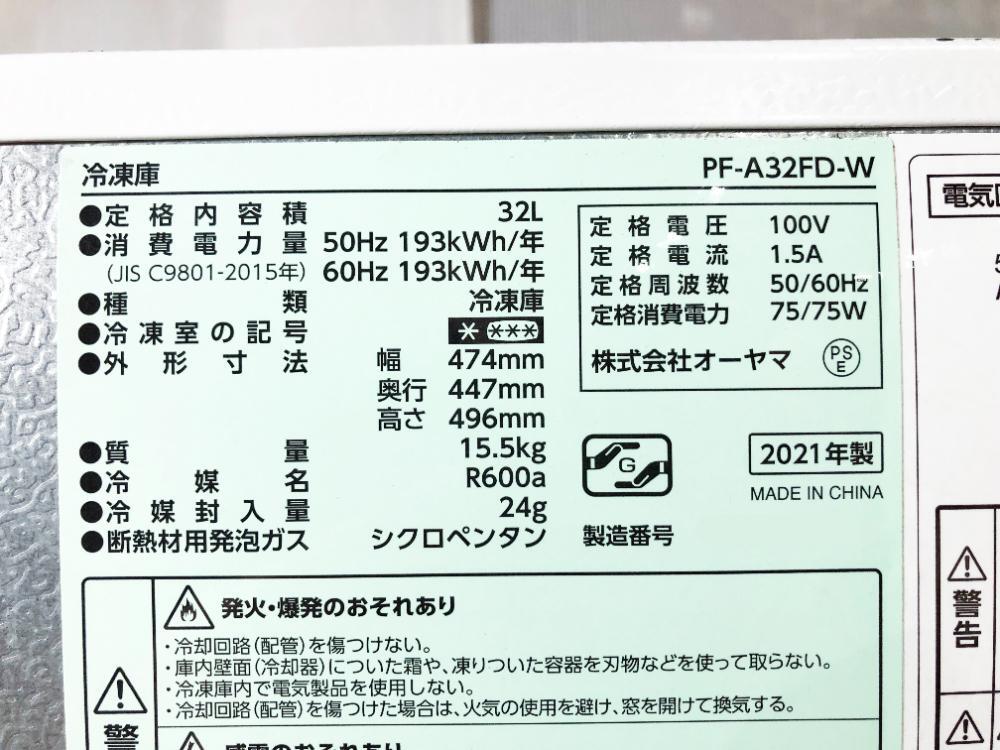 冷凍庫 PF-A32FD-W
●定格内容積 32L
●消費電力量 50Hz 193kWh/年
(JIS C9801-2015年) 60Hz 193kWh/年
●種類 冷凍庫
●冷凍室の記号 * ***
●外形寸法 幅 474mm
奥行 447mm
高さ 496mm
●質量 15.5kg
●冷媒名 R600a
●冷媒封入量 24g
●断熱材用発泡ガス シクロペンタン
定格電圧 100V
定格電流 1.5A
定格周波数 50/60Hz
定格消費電力 75/75W
株式会社オーヤマ PS E
G
2021年製
MADE IN CHINA
製造番号
発火・爆発のおそれあり
・冷却回路(配管)を傷つけない。
・庫内壁面(冷却器)についた霜や、凍りついた容器を刃物などを使って取らない。
・冷凍庫内で電気製品を使用しない。
・冷却回路(配管)を傷つけた場合は、火気の使用を避け、窓を開けて換気する。
警
感電のおそれあり
電気
警告